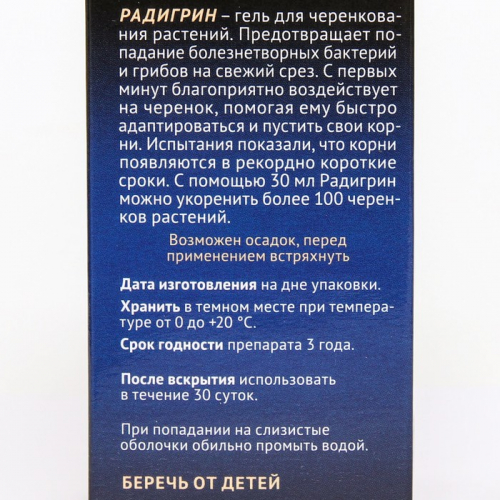 РАДИГРИН – гель для черенкова-
ния растений. Предотвращает по-
падание болезнетворных бактерий
и грибов на свежий срез. С первых
минут благоприятно воздействует
на черенок, помогая ему быстро
адаптироваться и пустить свои кор-
ни. Испытания показали, что корни
появляются в рекордно короткие
сроки. С помощью 30 мл Радигрин
можно укоренить более 100 черен-
ков растений.
Возможен осадок, перед
применением встряхнуть
Дата изготовления на дне упаковки.
Хранить в темном месте при темпера-
туре от 0 до +20 °С.
Срок годности препарата 3 года.
После вскрытия использовать
в течение 30 суток.
При попадании на слизистые
оболочки обильно промыть водой.
БЕРЕЧЬ ОТ ДЕТЕЙ